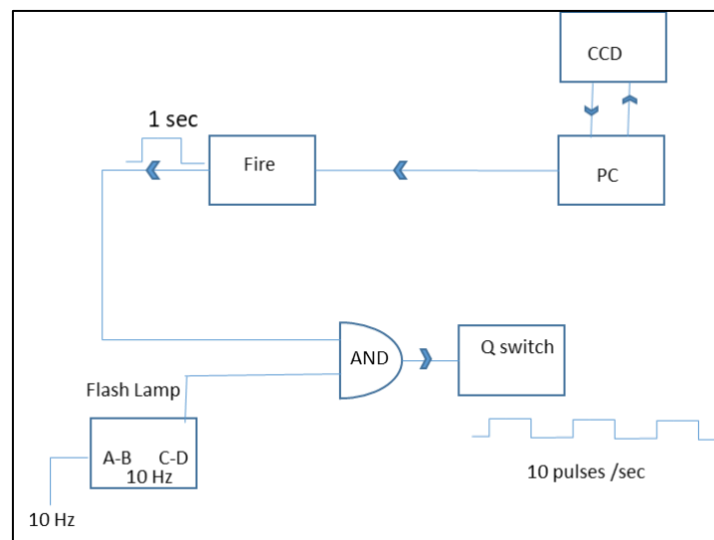 CCD
1 sec
Fire
PC
AND
Q switch
Flash Lamp
A-B C-D
10 Hz
10 Hz
10 pulses /sec